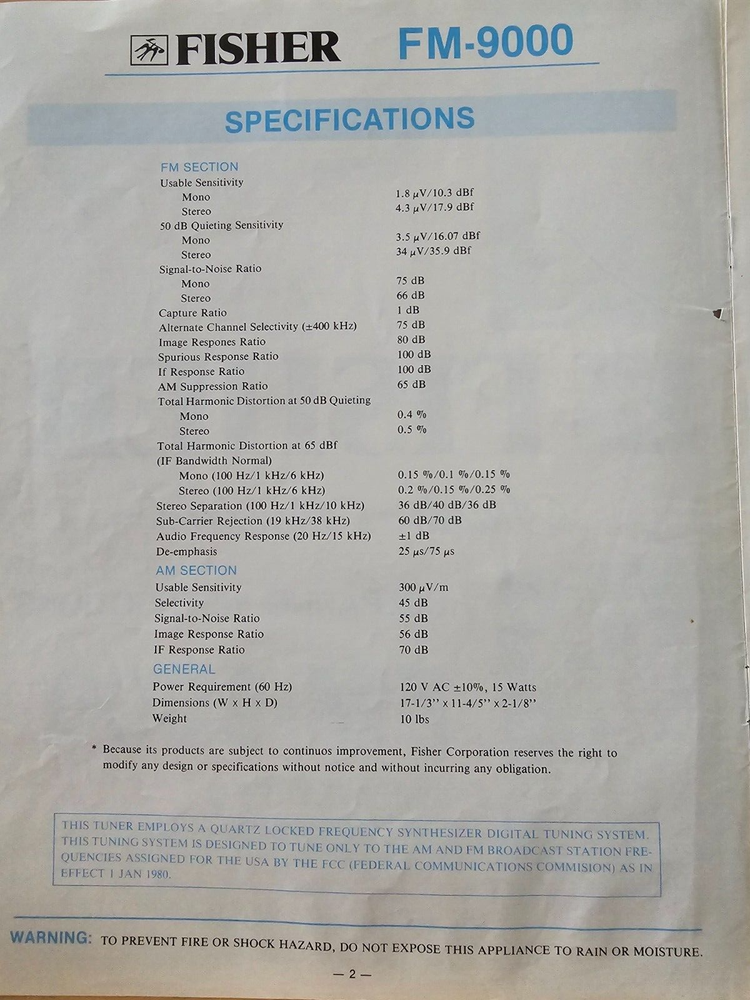 FISHER FM-9000
SPECIFICATIONS
FM SECTION
Usable Sensitivity
Mono 1.8 µV/10.3 dBf
Stereo 4.3 µV/17.9 dBf
50 dB Quieting Sensitivity
Mono 3.5 µV/16.07 dBf
Stereo 34 µV/35.9 dBf
Signal-to-Noise Ratio
Mono 75 dB
Stereo 66 dB
Capture Ratio 1 dB
Alternate Channel Selectivity (±400 kHz) 75 dB
Image Respones Ratio 80 dB
Spurious Response Ratio 100 dB
If Response Ratio 100 dB
AM Suppression Ratio 65 dB
Total Harmonic Distortion at 50 dB Quieting
Mono 0.4 %
Stereo 0.5 %
Total Harmonic Distortion at 65 dBf
(IF Bandwidth Normal)
Mono (100 Hz/1 kHz/6 kHz) 0.15 %/0.1 %/0.15 %
Stereo (100 Hz/1 kHz/6 kHz) 0.2 %/0.15 %/0.25 %
Stereo Separation (100 Hz/1 kHz/10 kHz) 36 dB/40 dB/36 dB
Sub-Carrier Rejection (19 kHz/38 kHz) 60 dB/70 dB
Audio Frequency Response (20 Hz/15 kHz) ±1 dB
De-emphasis 25 µs/75 µs
AM SECTION
Usable Sensitivity 300 µV/m
Selectivity 45 dB
Signal-to-Noise Ratio 55 dB
Image Response Ratio 56 dB
IF Response Ratio 70 dB
GENERAL
Power Requirement (60 Hz) 120 V AC ±10%, 15 Watts
Dimensions (W x H x D) 17-1/3’’ x 11-4/5’’ x 2-1/8’’
Weight 10 lbs
* Because its products are subject to continuos improvement, Fisher Corporation reserves the right to
modify any design or specifications without notice and without incurring any obligation.
THIS TUNER EMPLOYS A QUARTZ LOCKED FREQUENCY SYNTHESIZER DIGITAL TUNING SYSTEM.
THIS TUNING SYSTEM IS DESIGNED TO TUNE ONLY TO THE AM AND FM BROADCAST STATION FRE-
QUENCIES ASSIGNED FOR THE USA BY THE FCC (FEDERAL COMMUNICATIONS COMMISION) AS IN
EFFECT 1 JAN 1980.
WARNING: TO PREVENT FIRE OR SHOCK HAZARD, DO NOT EXPOSE THIS APPLIANCE TO RAIN OR MOISTURE.
— 2 —